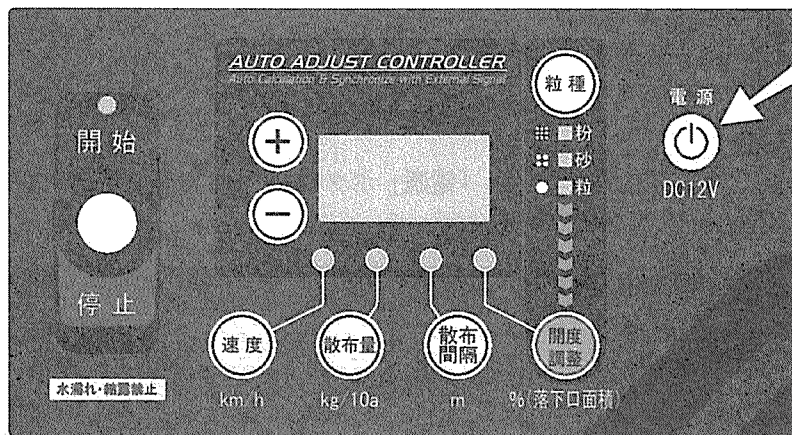 AUTO ADJUST CONTROLLER
Auto Calculation & Synchronize with External Signal
粒種
粉
砂
粒
電源
DC12V
開始
停止
+
−
速度
km/h
散布量
kg/10a
散布
間隔
m
開度
調整
%(落下口面積)
水濡れ・結露禁止